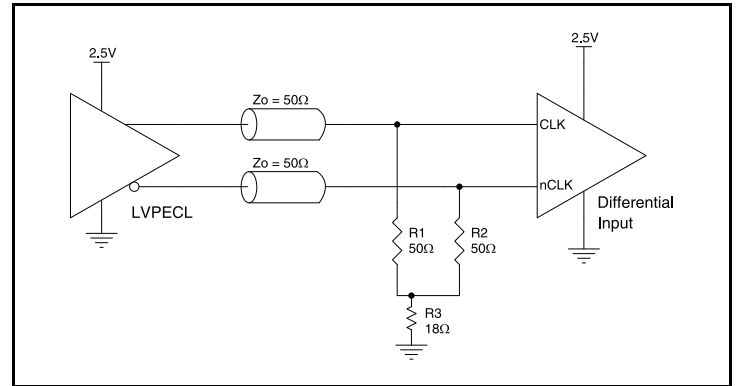 2.5V
2.5V
Zo = 50Ω
CLK
Zo = 50Ω
nCLK
LVPECL
Differential
Input
R1
50Ω
R2
50Ω
R3
18Ω